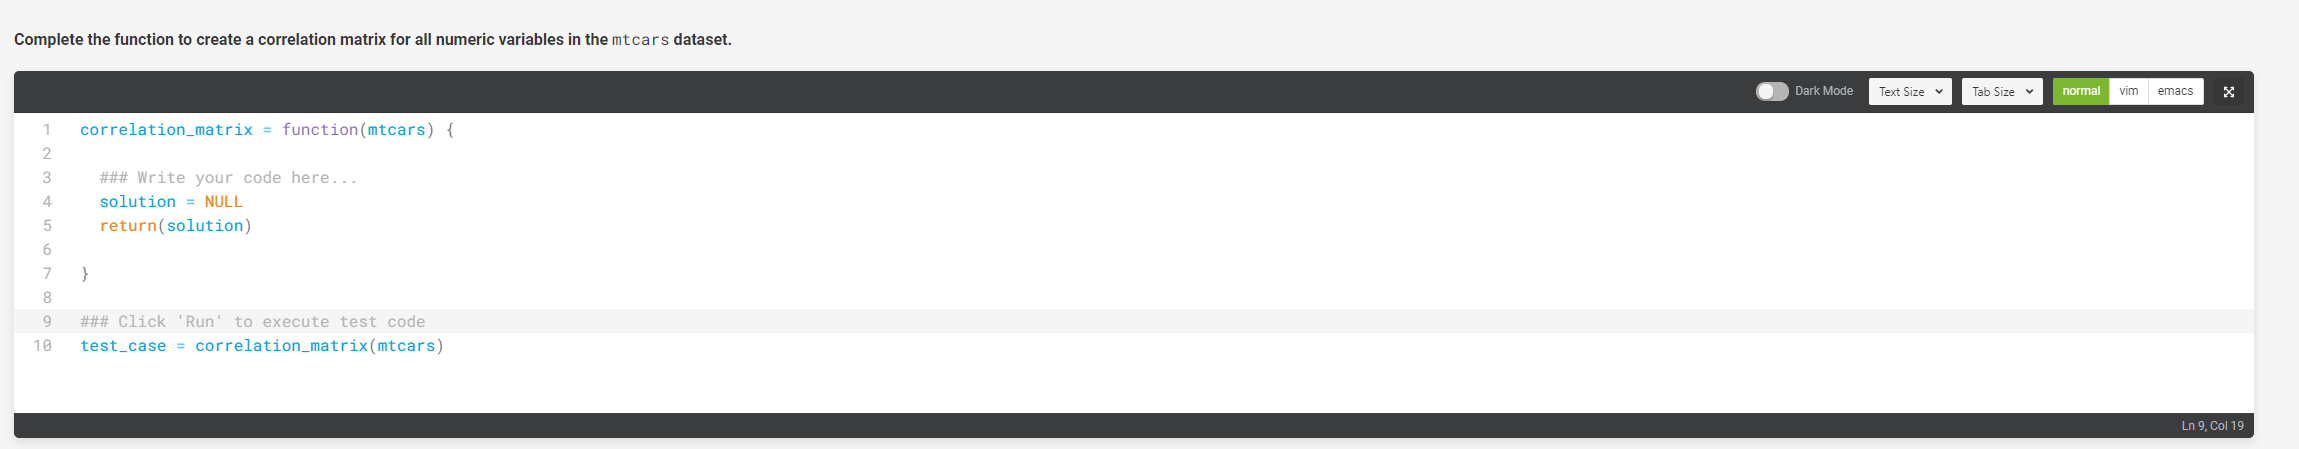 Complete the function to create a correlation matrix for all numeric variables in the mtcars dataset.
Dark Mode Text Size Tab Size normal vim emacs
1 correlation_matrix = function(mtcars) {
2
3 ### Write your code here...
4 solution = NULL
5 return(solution)
6
7 }
8
9 ### Click 'Run' to execute test code
10 test_case = correlation_matrix(mtcars)
Ln 9, Col 19